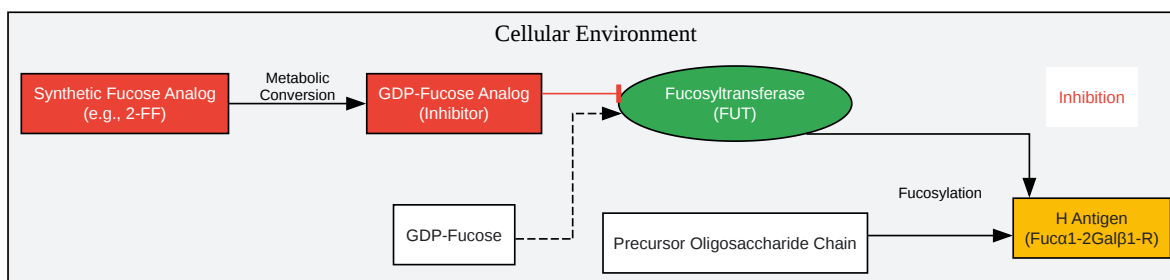 Cellular Environment
Synthetic Fucose Analog
(e.g., 2-FF)
Metabolic
Conversion
GDP-Fucose Analog
(Inhibitor)
Fucosyltransferase
(FUT)
Inhibition
GDP-Fucose
Precursor Oligosaccharide Chain
Fucosylation
H Antigen
(Fucα1-2Galβ1-R)